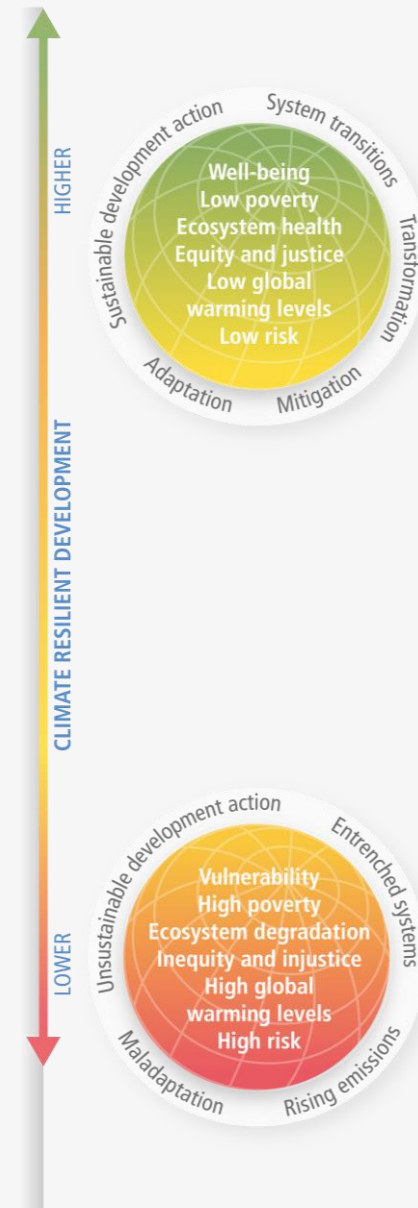 HIGHER
CLIMATE RESILIENT DEVELOPMENT
LOWER
Sustainable development action
System transitions
Transformation
Mitigation
Adaptation
Well-being
Low poverty
Ecosystem health
Equity and justice
Low global
warming levels
Low risk
Unsustainable development action
Entrenched systems
Rising emissions
Maladaptation
Vulnerability
High poverty
Ecosystem degradation
Inequity and injustice
High global
warming levels
High risk